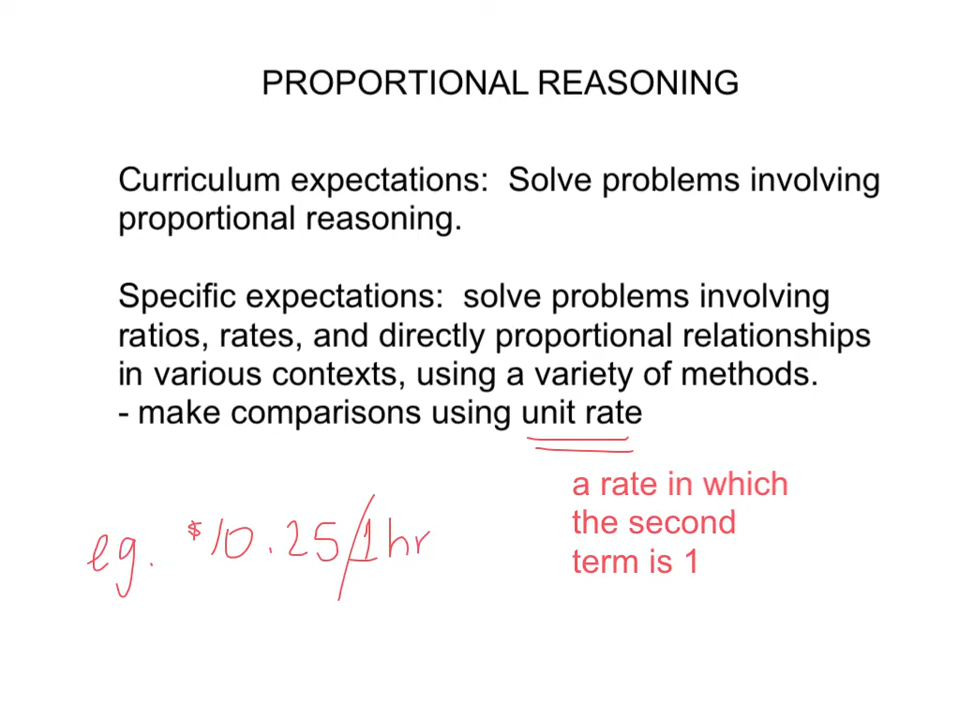 PROPORTIONAL REASONING
Curriculum expectations:  Solve problems involving
proportional reasoning.
Specific expectations:  solve problems involving
ratios, rates, and directly proportional relationships
in various contexts, using a variety of methods.
- make comparisons using unit rate
a rate in which
the second
term is 1
eg. $10.25/1hr